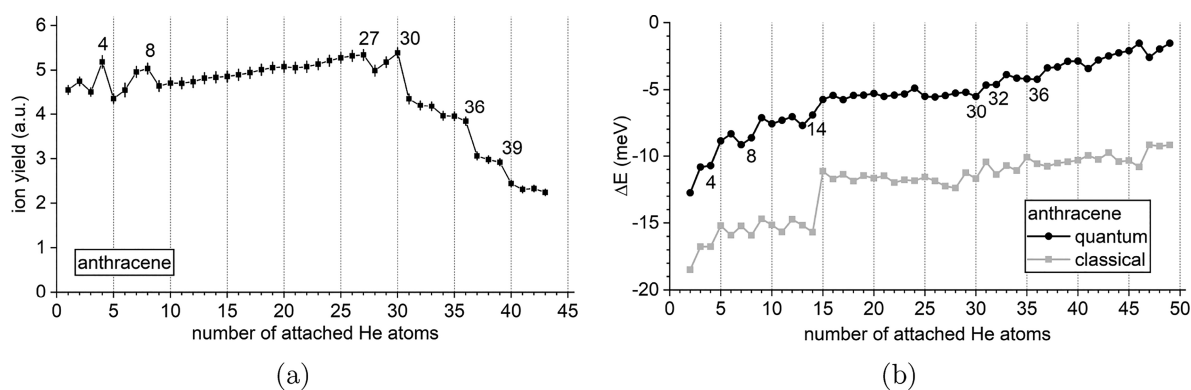 6
5
4
3
2
1
0
ion yield (a.u.)
4
8
27
30
36
39
anthracene
0 5 10 15 20 25 30 35 40 45
number of attached He atoms
(a)
0
-5
-10
-15
-20
ΔE (meV)
4
8
14
30
32
36
anthracene
quantum
classical
0 5 10 15 20 25 30 35 40 45 50
number of attached He atoms
(b)